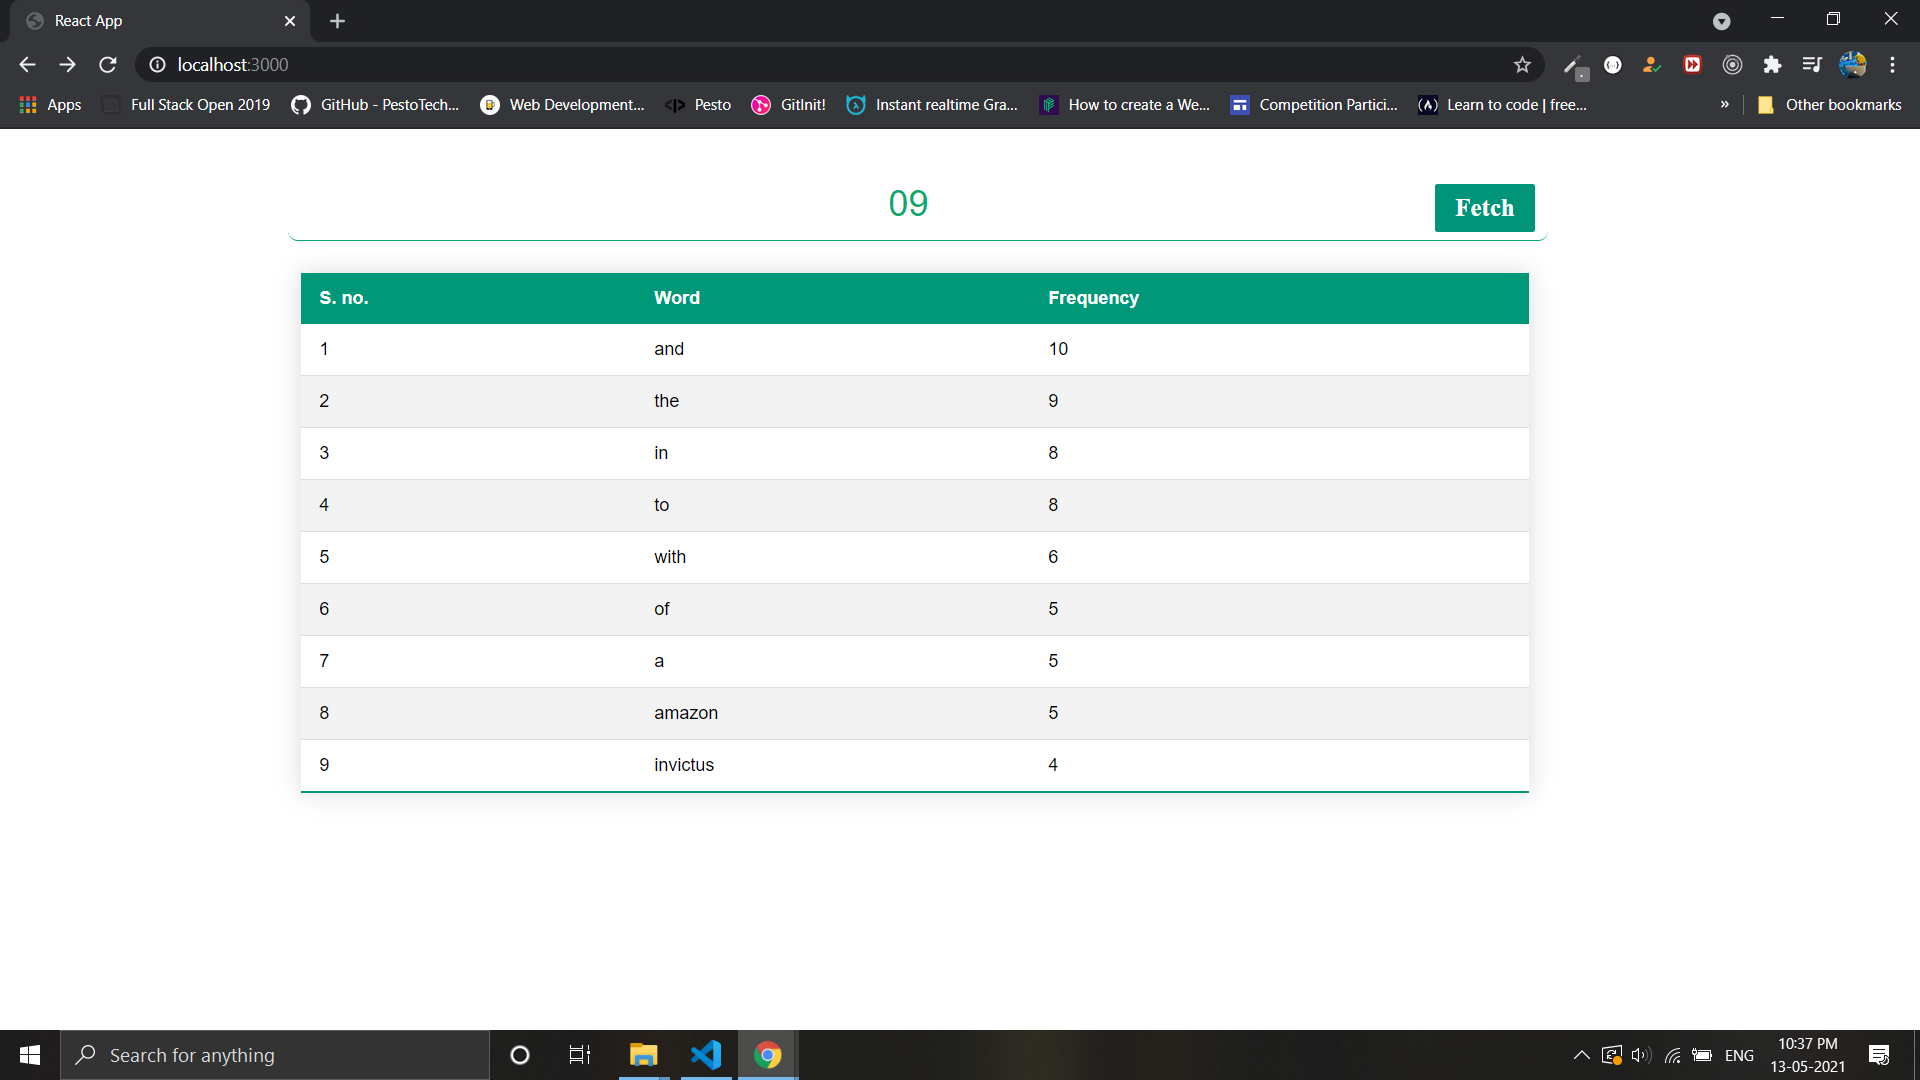 React App
localhost:3000
Apps Full Stack Open 2019 GitHub - PestoTech... Web Development... Pesto GitInit! Instant realtime Gra... How to create a We... Competition Partici... Learn to code | free... » Other bookmarks
09 Fetch
S. no. Word Frequency
1 and 10
2 the 9
3 in 8
4 to 8
5 with 6
6 of 5
7 a 5
8 amazon 5
9 invictus 4
Search for anything
ENG
10:37 PM
13-05-2021